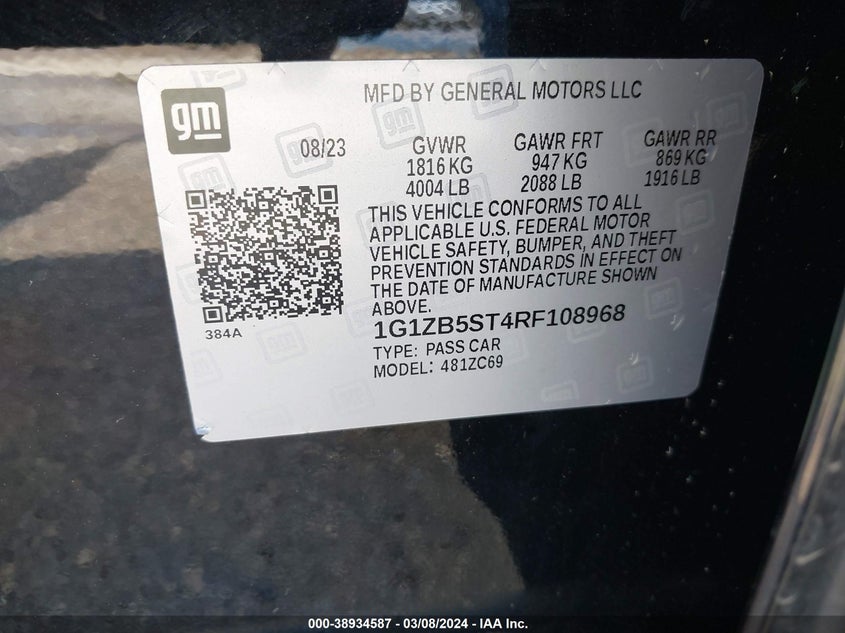 MFD BY GENERAL MOTORS LLC
gm
08/23
GVWR GAWR FRT GAWR RR
1816 KG 947 KG 869 KG
4004 LB 2088 LB 1916 LB
THIS VEHICLE CONFORMS TO ALL
APPLICABLE U.S. FEDERAL MOTOR
VEHICLE SAFETY, BUMPER, AND THEFT
PREVENTION STANDARDS IN EFFECT ON
THE DATE OF MANUFACTURE SHOWN
ABOVE.
384A
1G1ZB5ST4RF108968
TYPE: PASS CAR
MODEL: 481ZC69
000-38934587 - 03/08/2024 - IAA Inc.